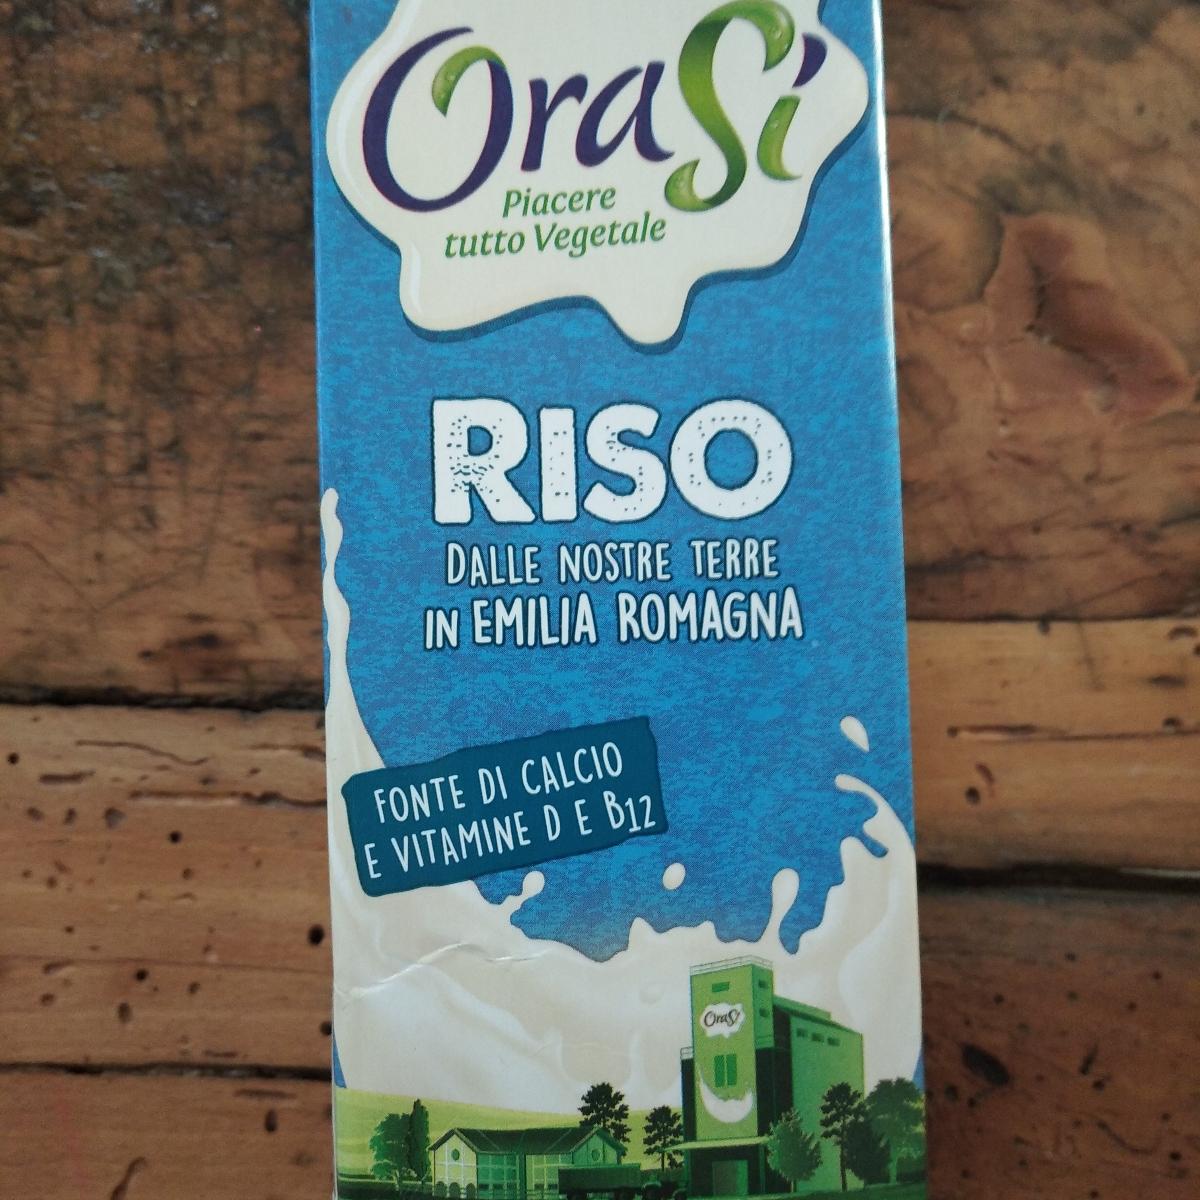 OraSì
Piacere
tutto Vegetale
RISO
DALLE NOSTRE TERRE
IN EMILIA ROMAGNA
FONTE DI CALCIO
E VITAMINE D E B12
OraSì